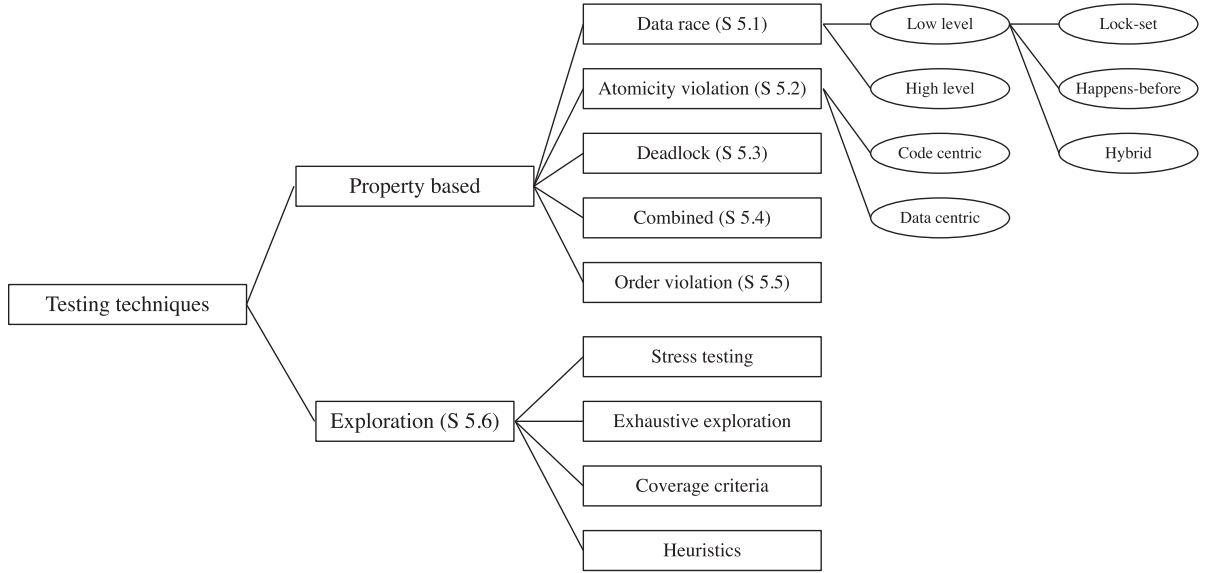 Testing techniques
Property based
Data race (S 5.1)
Low level
Lock-set
Happens-before
Hybrid
High level
Atomicity violation (S 5.2)
Code centric
Data centric
Deadlock (S 5.3)
Combined (S 5.4)
Order violation (S 5.5)
Exploration (S 5.6)
Stress testing
Exhaustive exploration
Coverage criteria
Heuristics